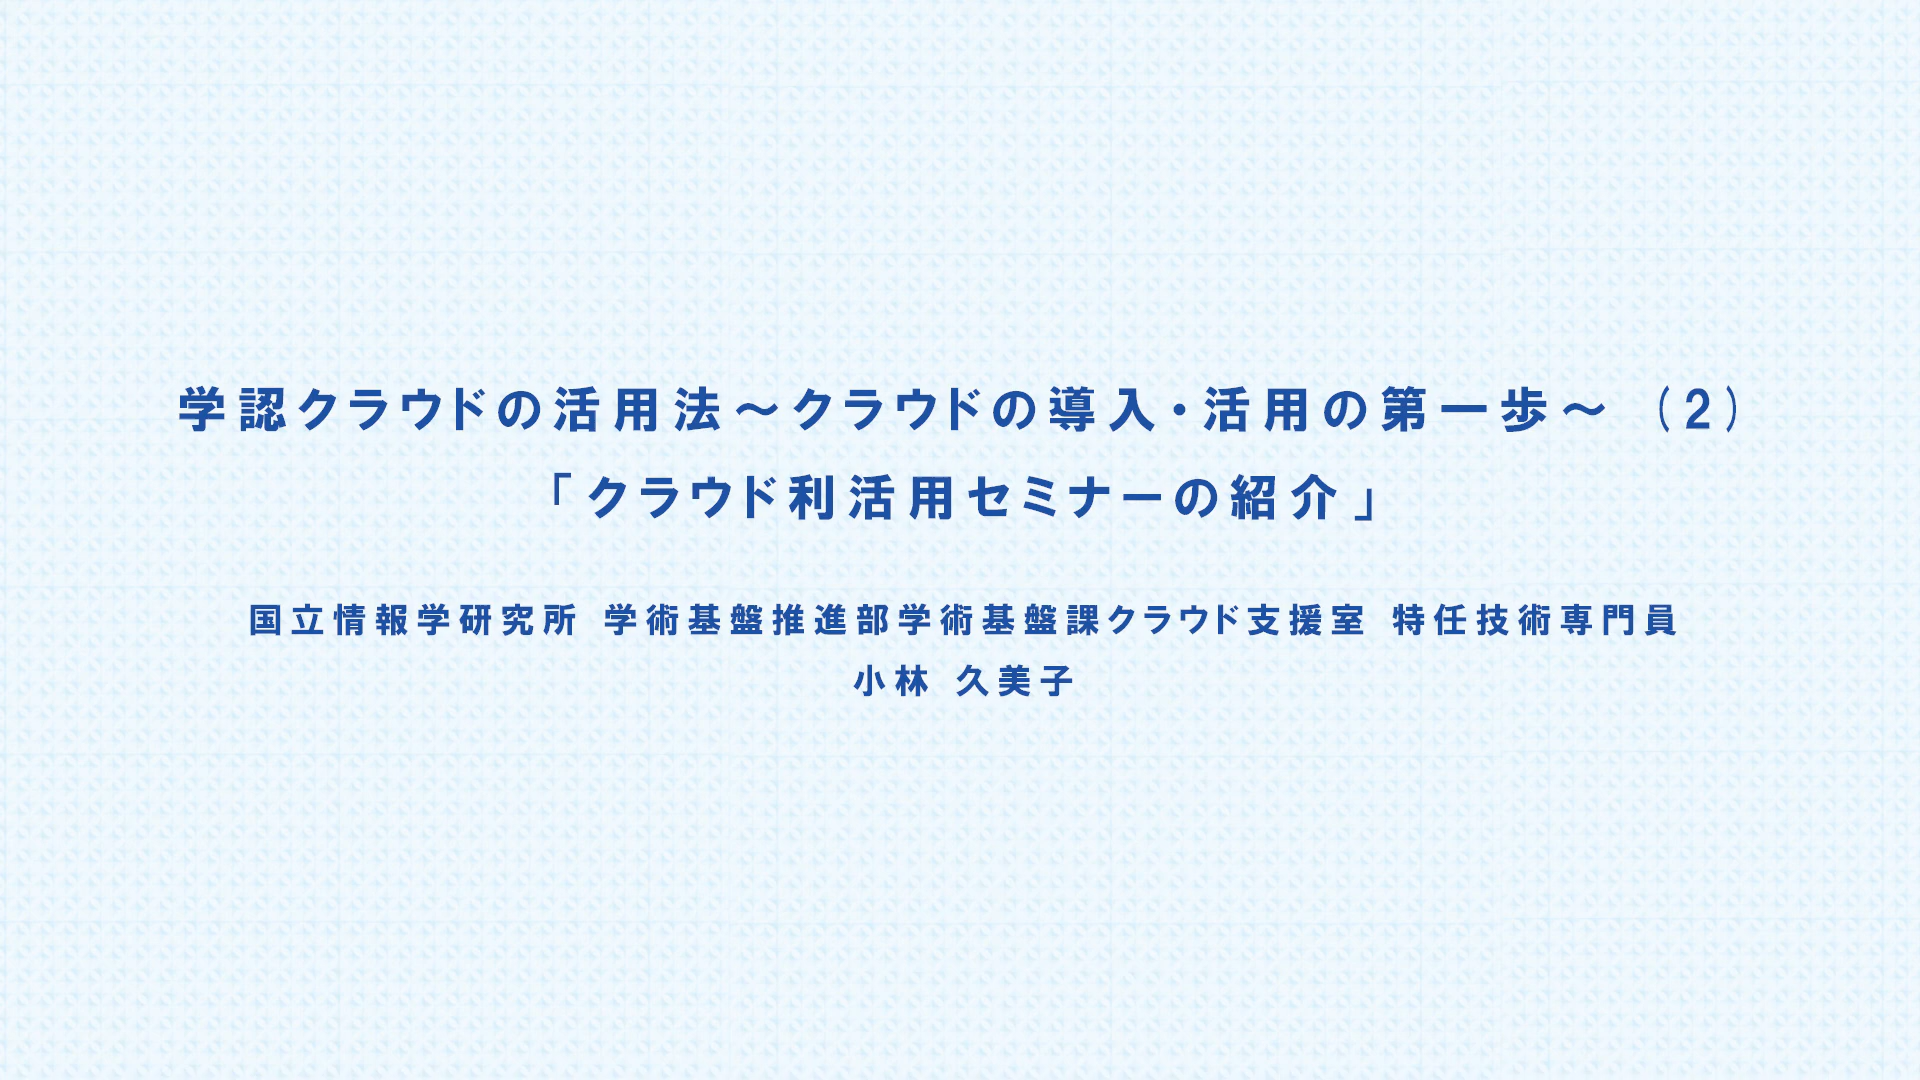 学認クラウドの活用法～クラウドの導入・活用の第一歩～（2）
「クラウド利活用セミナーの紹介」
国立情報学研究所 学術基盤推進部学術基盤課クラウド支援室 特任技術専門員
小林 久美子